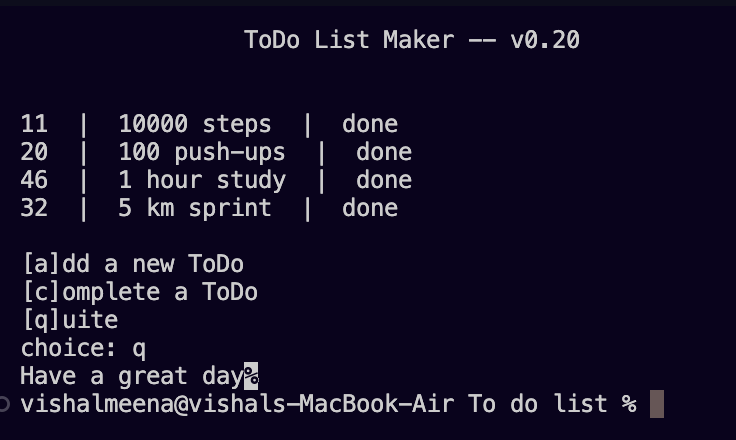 ToDo List Maker -- v0.20
11 | 10000 steps | done
20 | 100 push-ups | done
46 | 1 hour study | done
32 | 5 km sprint | done
[a]dd a new ToDo
[c]omplete a ToDo
[q]uite
choice: q
Have a great day%
vishalmeena@vishals-MacBook-Air To do list %